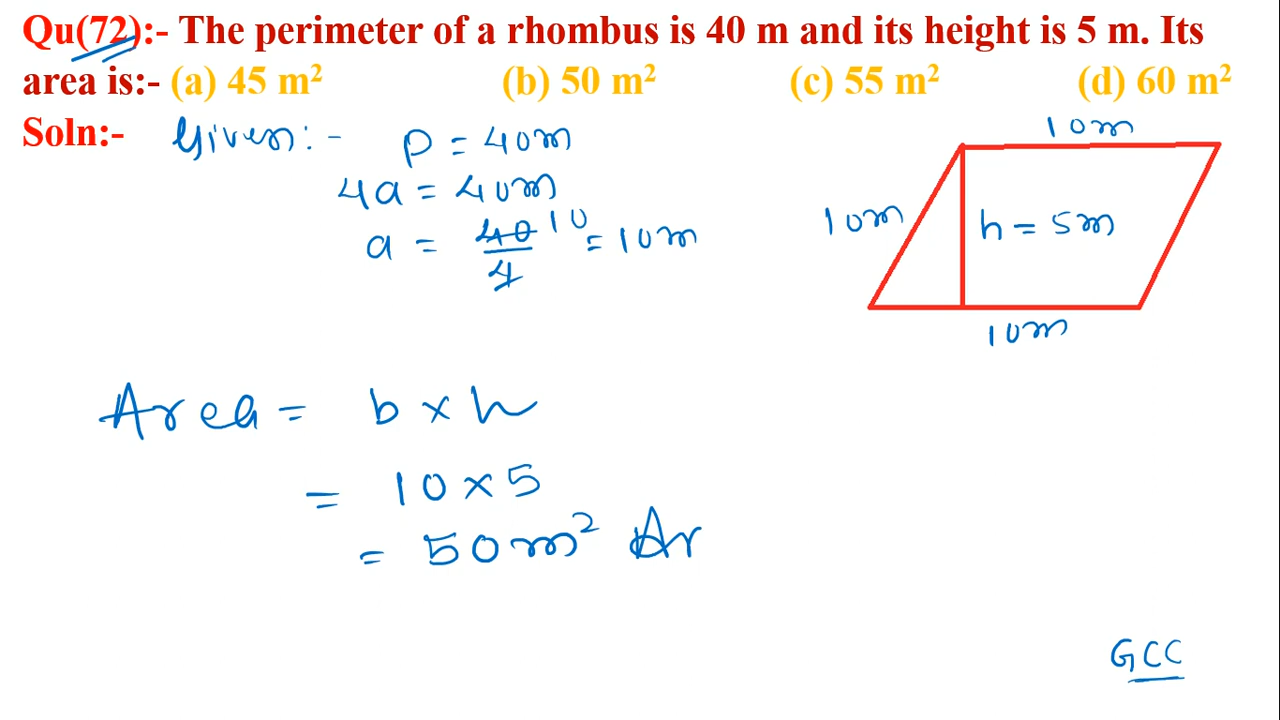 Qu(72):- The perimeter of a rhombus is 40 m and its height is 5 m. Its
area is:- (a) 45 m² (b) 50 m² (c) 55 m² (d) 60 m²
Soln:- Given:- P = 40m
4a = 40m
a = 40/4 10 = 10m
10m
10m
h = 5m
10m
Area = b × h
= 10 × 5
= 50m² Ar
GCC